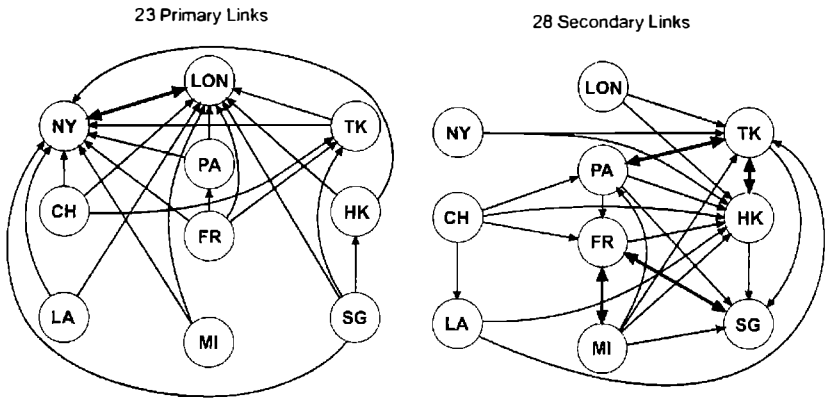 23 Primary Links
28 Secondary Links
LON
NY
TK
PA
CH
HK
FR
LA
SG
MI
LON
NY
TK
PA
CH
HK
FR
LA
SG
MI